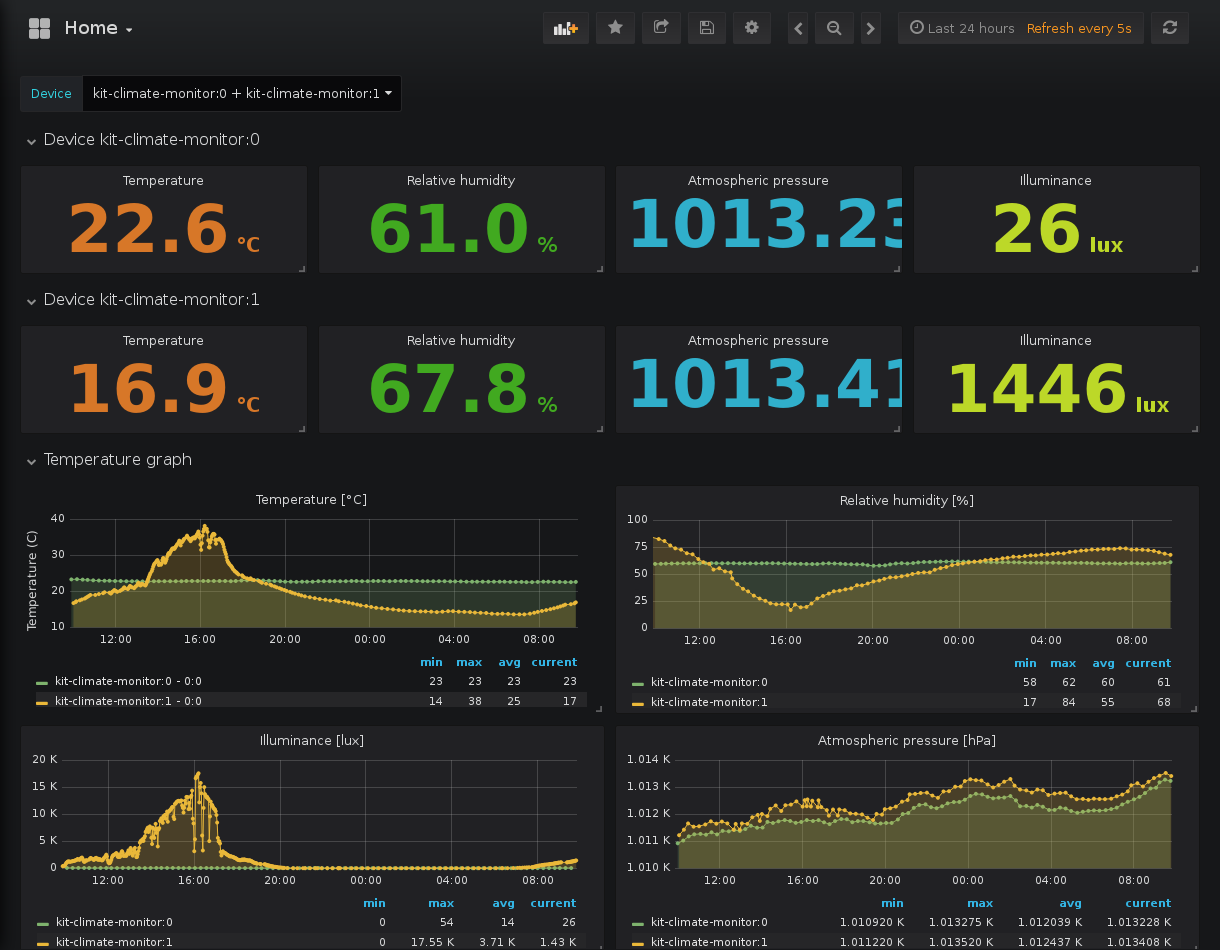 Home
Last 24 hours Refresh every 5s
Device kit-climate-monitor:0 + kit-climate-monitor:1
Device kit-climate-monitor:0
Temperature Relative humidity Atmospheric pressure Illuminance
22.6 °C 61.0 % 1013.23 26 lux
Device kit-climate-monitor:1
Temperature Relative humidity Atmospheric pressure Illuminance
16.9 °C 67.8 % 1013.41 1446 lux
Temperature graph
Temperature [°C]
Temperature (C)
40
30
20
10
12:00 16:00 20:00 00:00 04:00 08:00
min max avg current
kit-climate-monitor:0 - 0:0 23 23 23 23
kit-climate-monitor:1 - 0:0 14 38 25 17
Relative humidity [%]
100
75
50
25
0
12:00 16:00 20:00 00:00 04:00 08:00
min max avg current
kit-climate-monitor:0 58 62 60 61
kit-climate-monitor:1 17 84 55 68
Illuminance [lux]
20 K
15 K
10 K
5 K
0
12:00 16:00 20:00 00:00 04:00 08:00
min max avg current
kit-climate-monitor:0 0 54 14 26
kit-climate-monitor:1 0 17.55 K 3.71 K 1.43 K
Atmospheric pressure [hPa]
1.014 K
1.013 K
1.012 K
1.011 K
1.010 K
12:00 16:00 20:00 00:00 04:00 08:00
min max avg current
kit-climate-monitor:0 1.010920 K 1.013275 K 1.012039 K 1.013228 K
kit-climate-monitor:1 1.011220 K 1.013520 K 1.012437 K 1.013408 K